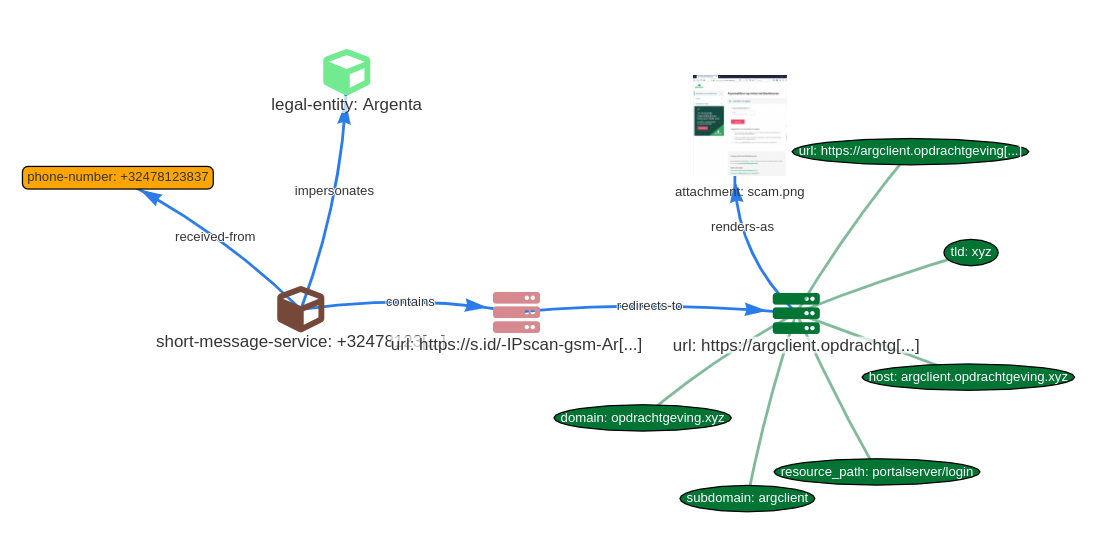 legal-entity: Argenta
phone-number: +32478123837
impersonates
received-from
attachment: scam.png
renders-as
url: https://argclient.opdrachtgeving[...]
tld: xyz
contains
redirects-to
short-message-service: +32478123[...]
url: https://s.id/-IPscan-gsm-Ar[...]
url: https://argclient.opdrachtg[...]
host: argclient.opdrachtgeving.xyz
domain: opdrachtgeving.xyz
resource_path: portalserver/login
subdomain: argclient